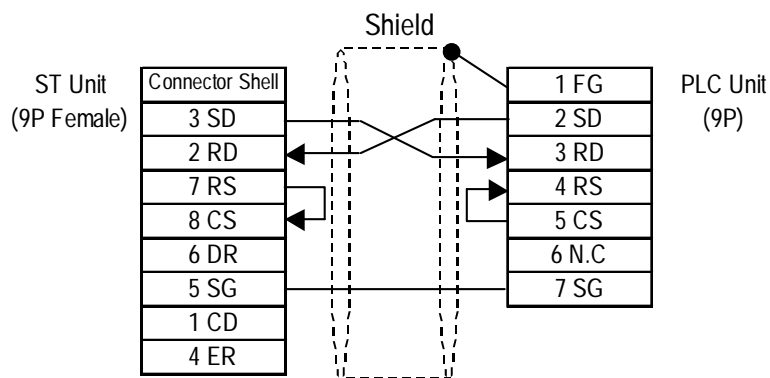 Shield
ST Unit
(9P Female)
Connector Shell
3 SD
2 RD
7 RS
8 CS
6 DR
5 SG
1 CD
4 ER
1 FG
2 SD
3 RD
4 RS
5 CS
6 N.C
7 SG
PLC Unit
(9P)